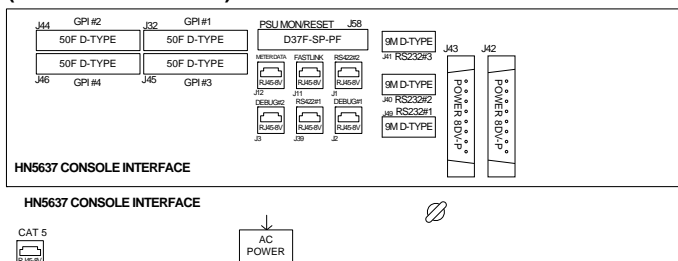 J44 GPI #2 J32 GPI #1 PSU MON/RESET J58
50F D-TYPE 50F D-TYPE D37F-SP-PF 9M D-TYPE J43 J42
J41 RS232#3
50F D-TYPE 50F D-TYPE METER DATA FASTLINK RS422#2
J46 GPI #4 J45 GPI #3 RJ45-8V RJ45-8V RJ45-8V 9M D-TYPE
J12 J11 J1 J40 RS232#2
DEBUG#2 RS422#1 DEBUG#1 J49 RS232#1
RJ45-8V RJ45-8V RJ45-8V 9M D-TYPE POWER 8DV-P POWER 8DV-P
J3 J39 J2
HN5637 CONSOLE INTERFACE
HN5637 CONSOLE INTERFACE
CAT 5
RJ45-8V
AC
POWER